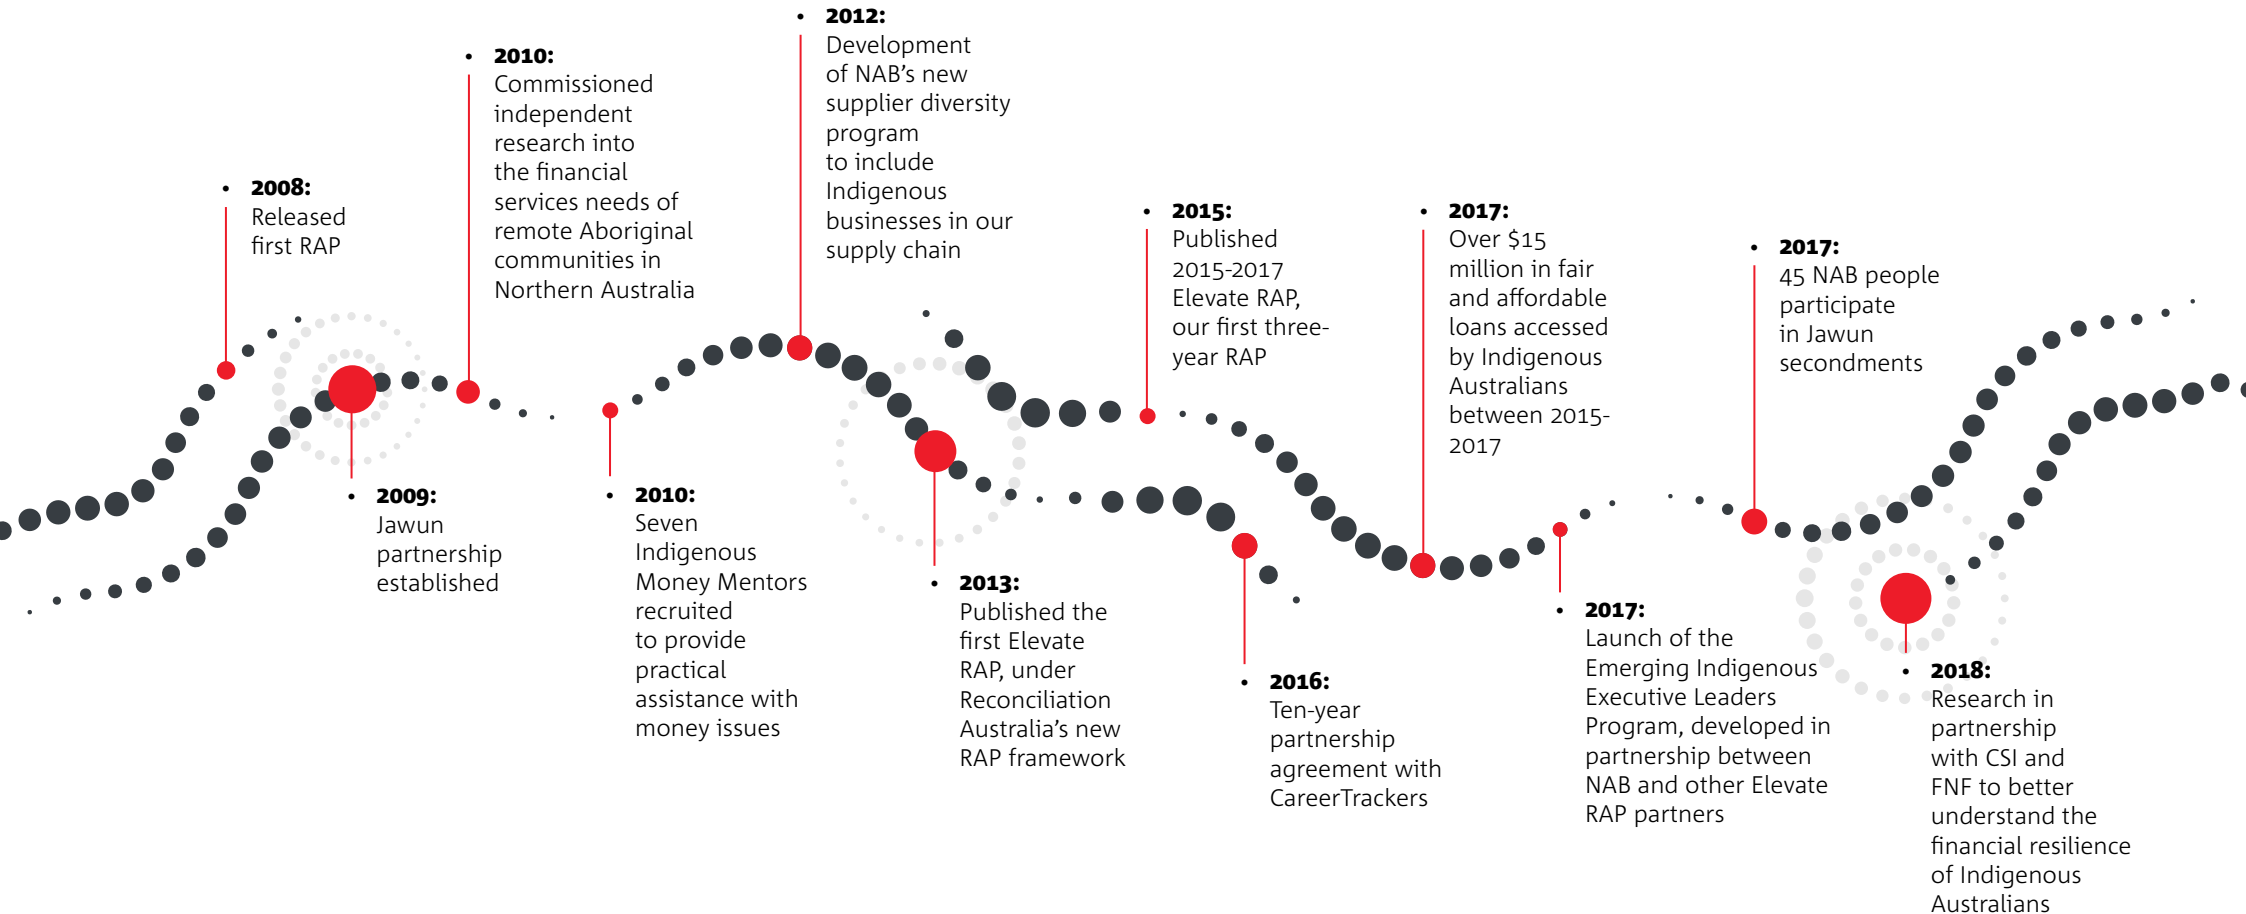 • 2008:
Released
first RAP
• 2009:
Jawun
partnership
established
• 2010:
Commissioned
independent
research into
the financial
services needs of
remote Aboriginal
communities in
Northern Australia
• 2010:
Seven
Indigenous
Money Mentors
recruited
to provide
practical
assistance with
money issues
• 2012:
Development
of NAB’s new
supplier diversity
program
to include
Indigenous
businesses in our
supply chain
• 2013:
Published the
first Elevate
RAP, under
Reconciliation
Australia’s new
RAP framework
• 2015:
Published
2015-2017
Elevate RAP,
our first three-
year RAP
• 2016:
Ten-year
partnership
agreement with
CareerTrackers
• 2017:
Over $15
million in fair
and affordable
loans accessed
by Indigenous
Australians
between 2015-
2017
• 2017:
Launch of the
Emerging Indigenous
Executive Leaders
Program, developed in
partnership between
NAB and other Elevate
RAP partners
• 2017:
45 NAB people
participate
in Jawun
secondments
• 2018:
Research in
partnership
with CSI and
FNF to better
understand the
financial resilience
of Indigenous
Australians